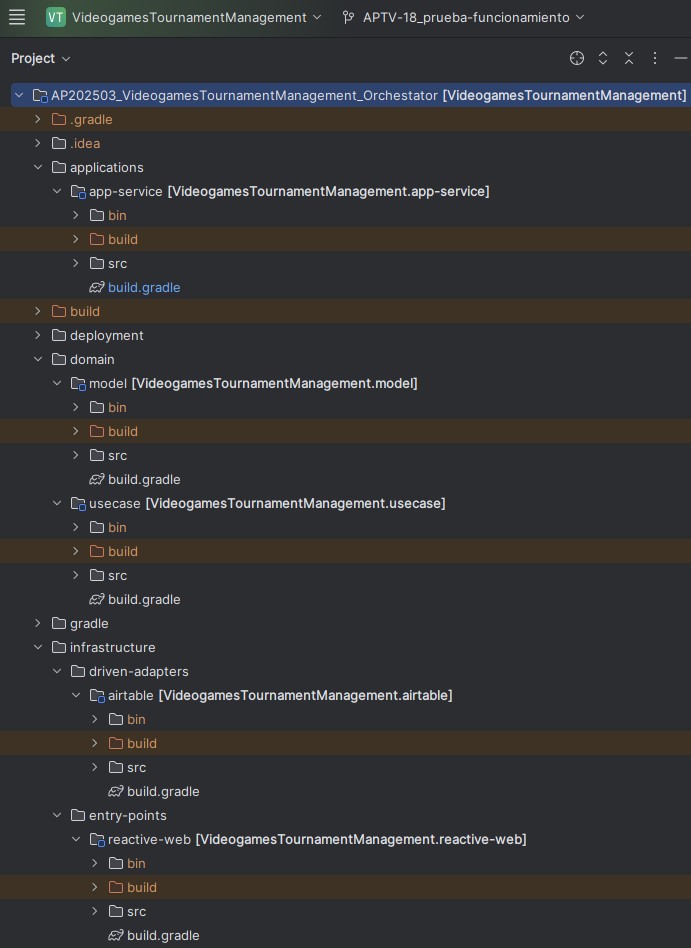 VT VideogamesTournamentManagement APTV-18_prueba-funcionamiento
Project
AP202503_VideogamesTournamentManagement_Orchestator [VideogamesTournamentManagement]
.gradle
.idea
applications
app-service [VideogamesTournamentManagement.app-service]
bin
build
src
build.gradle
build
deployment
domain
model [VideogamesTournamentManagement.model]
bin
build
src
build.gradle
usecase [VideogamesTournamentManagement.usecase]
bin
build
src
build.gradle
gradle
infrastructure
driven-adapters
airtable [VideogamesTournamentManagement.airtable]
bin
build
src
build.gradle
entry-points
reactive-web [VideogamesTournamentManagement.reactive-web]
bin
build
src
build.gradle